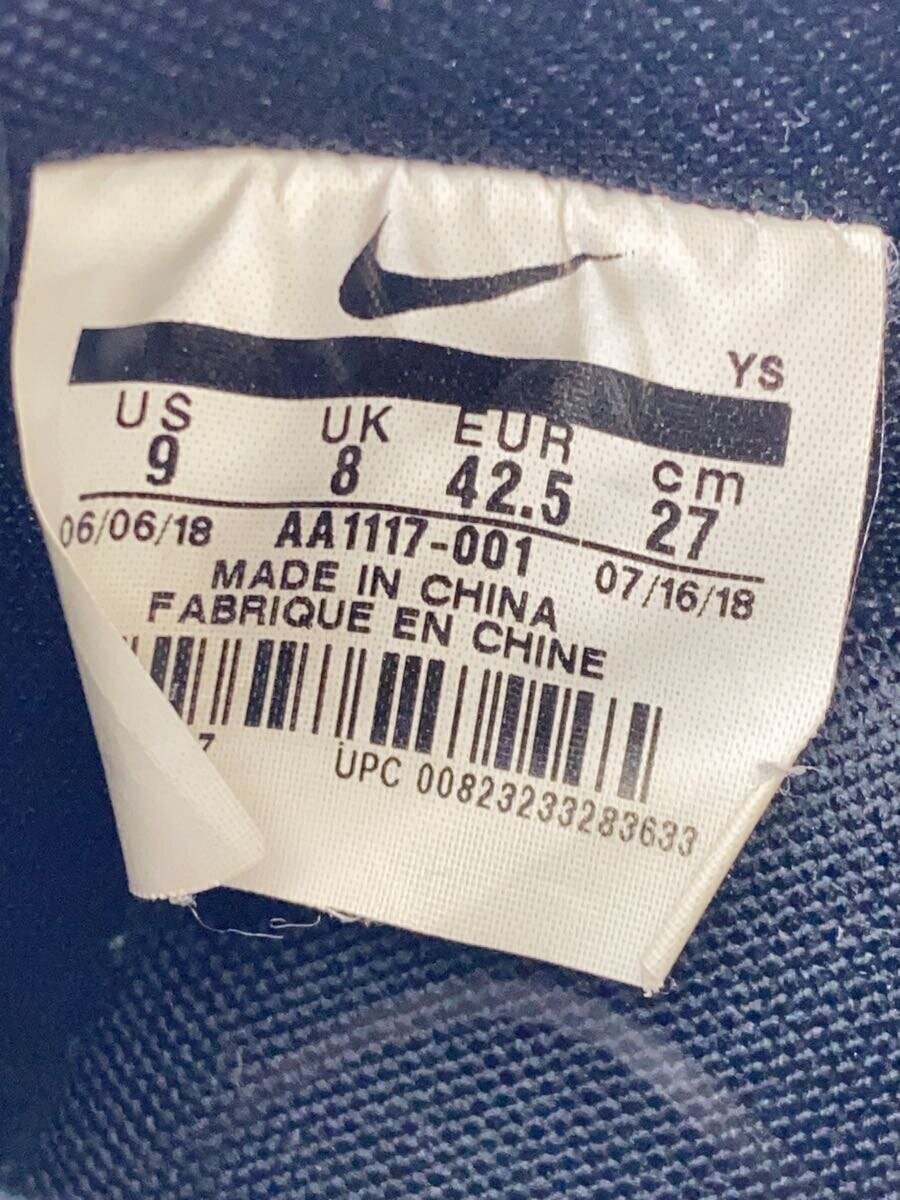 YS
US UK EUR cm
9 8 42.5 27
06/06/18 AA1117-001 07/16/18
MADE IN CHINA
FABRIQUE EN CHINE
7
UPC 00823233283633